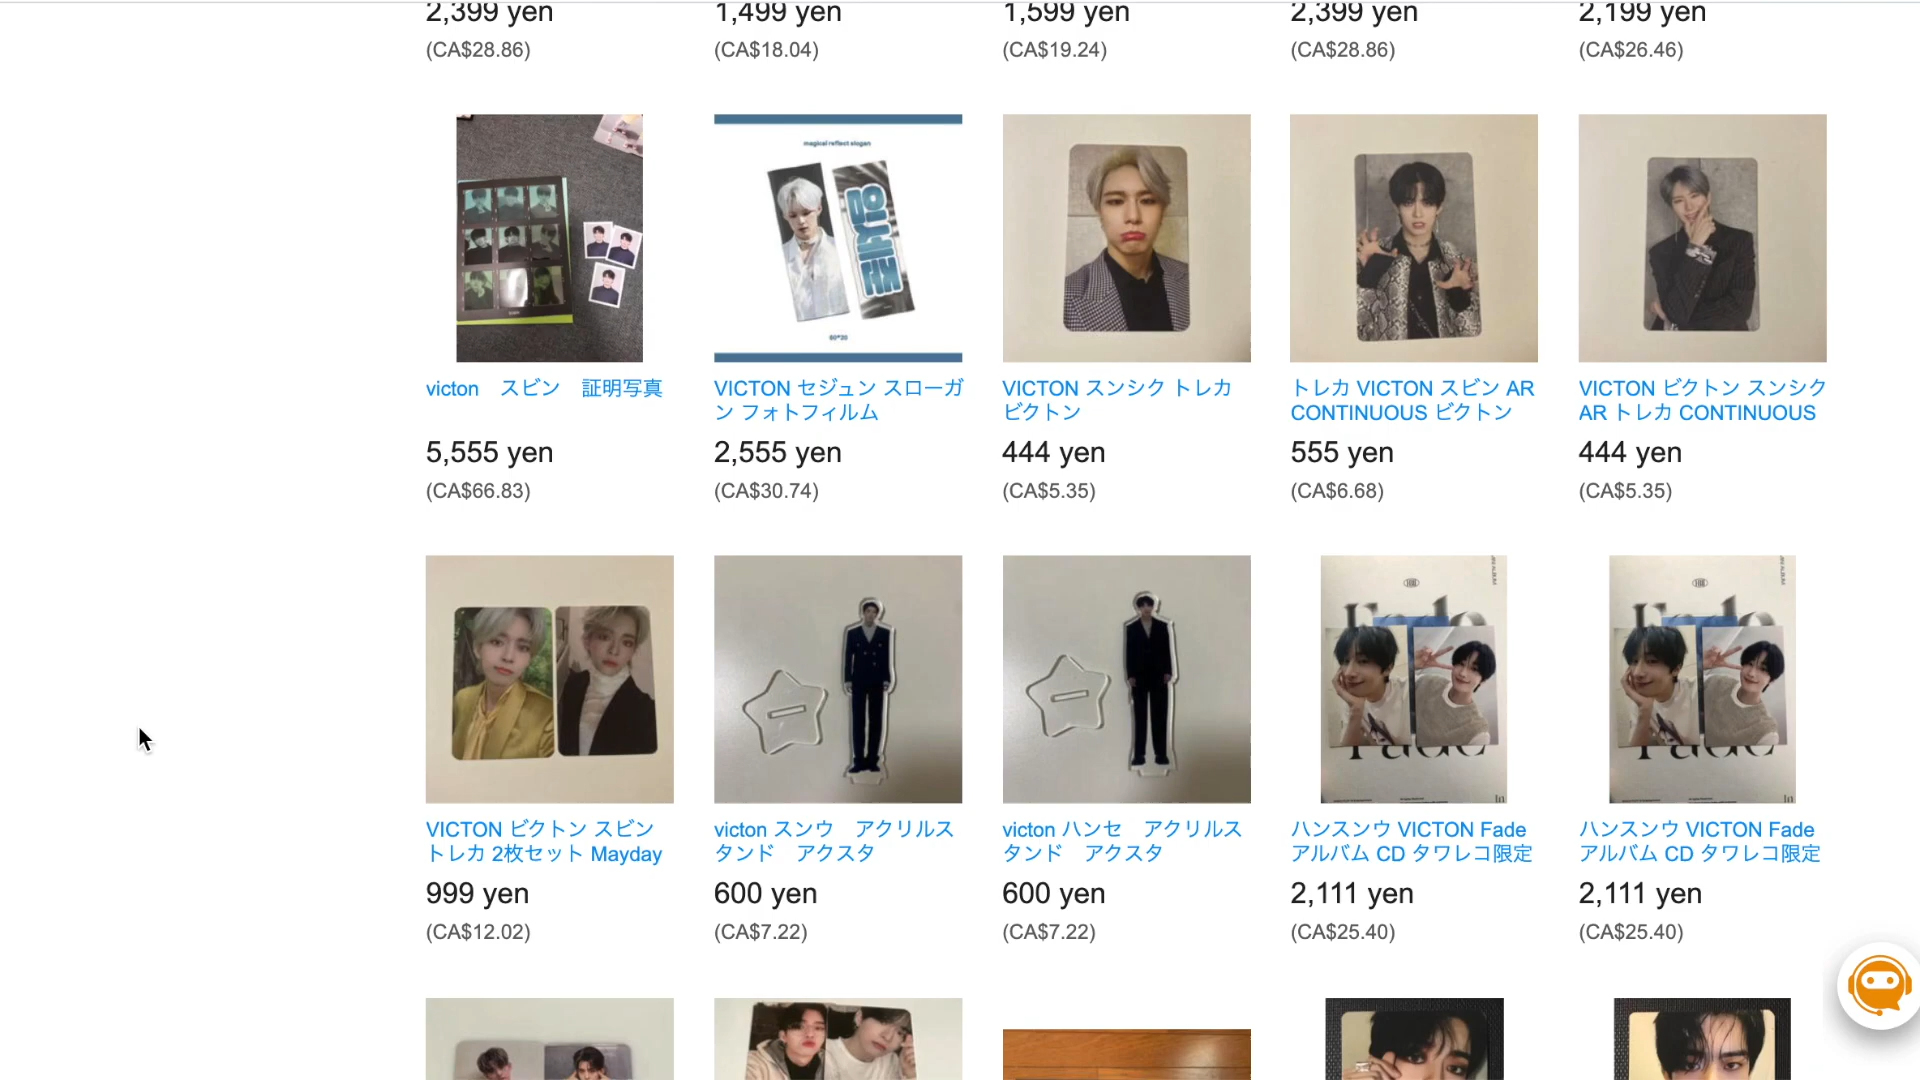 2,399 yen
1,499 yen
1,599 yen
2,399 yen
2,199 yen
(CA$28.86)
(CA$18.04)
(CA$19.24)
(CA$28.86)
(CA$26.46)
magical reflect slogan
victon　スビン　証明写真
VICTON セジュン スローガ
ン フォトフィルム
VICTON スンシク トレカ
ビクトン
トレカ VICTON スビン AR
CONTINUOUS ビクトン
VICTON ビクトン スンシク
AR トレカ CONTINUOUS
5,555 yen
2,555 yen
444 yen
555 yen
444 yen
(CA$66.83)
(CA$30.74)
(CA$5.35)
(CA$6.68)
(CA$5.35)
VICTON ビクトン スビン
トレカ 2枚セット Mayday
victon スンウ　アクリルス
タンド　アクスタ
victon ハンセ　アクリルス
タンド　アクスタ
ハンスンウ VICTON Fade
アルバム CD タワレコ限定
ハンスンウ VICTON Fade
アルバム CD タワレコ限定
999 yen
600 yen
600 yen
2,111 yen
2,111 yen
(CA$12.02)
(CA$7.22)
(CA$7.22)
(CA$25.40)
(CA$25.40)